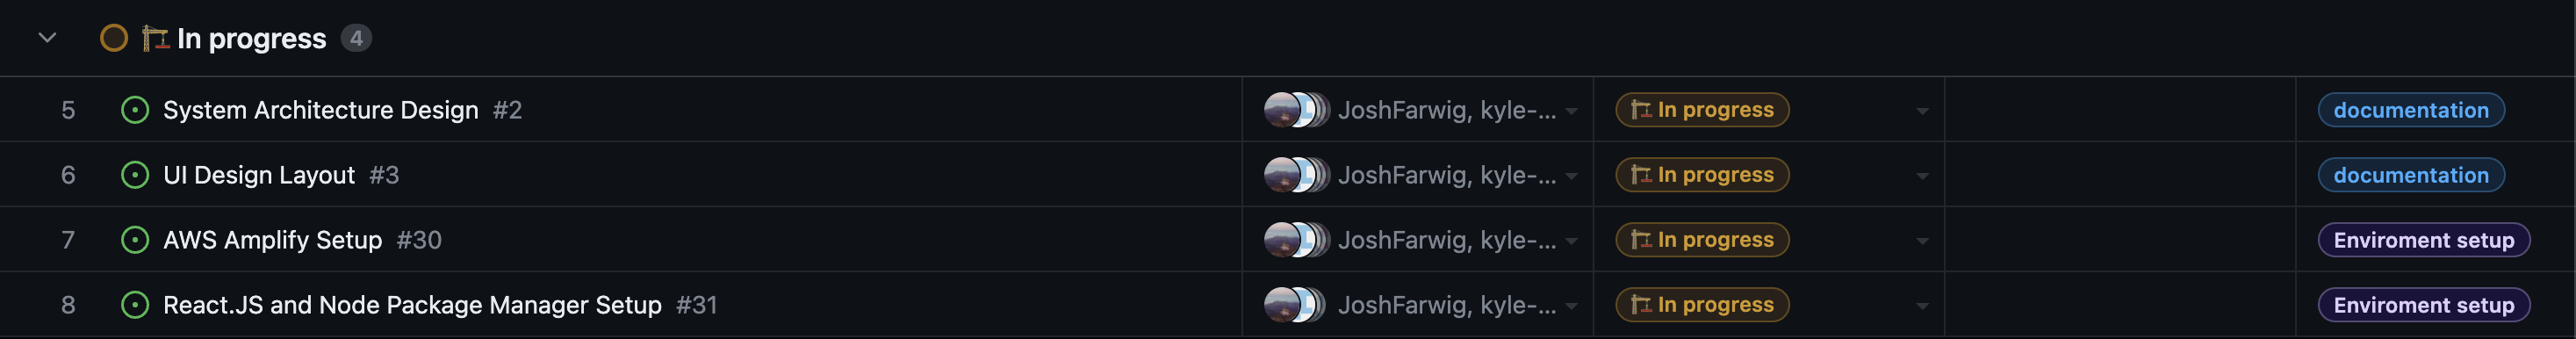 In progress 4
5 System Architecture Design #2 JoshFarwig, kyle-... In progress documentation
6 UI Design Layout #3 JoshFarwig, kyle-... In progress documentation
7 AWS Amplify Setup #30 JoshFarwig, kyle-... In progress Enviroment setup
8 React.JS and Node Package Manager Setup #31 JoshFarwig, kyle-... In progress Enviroment setup